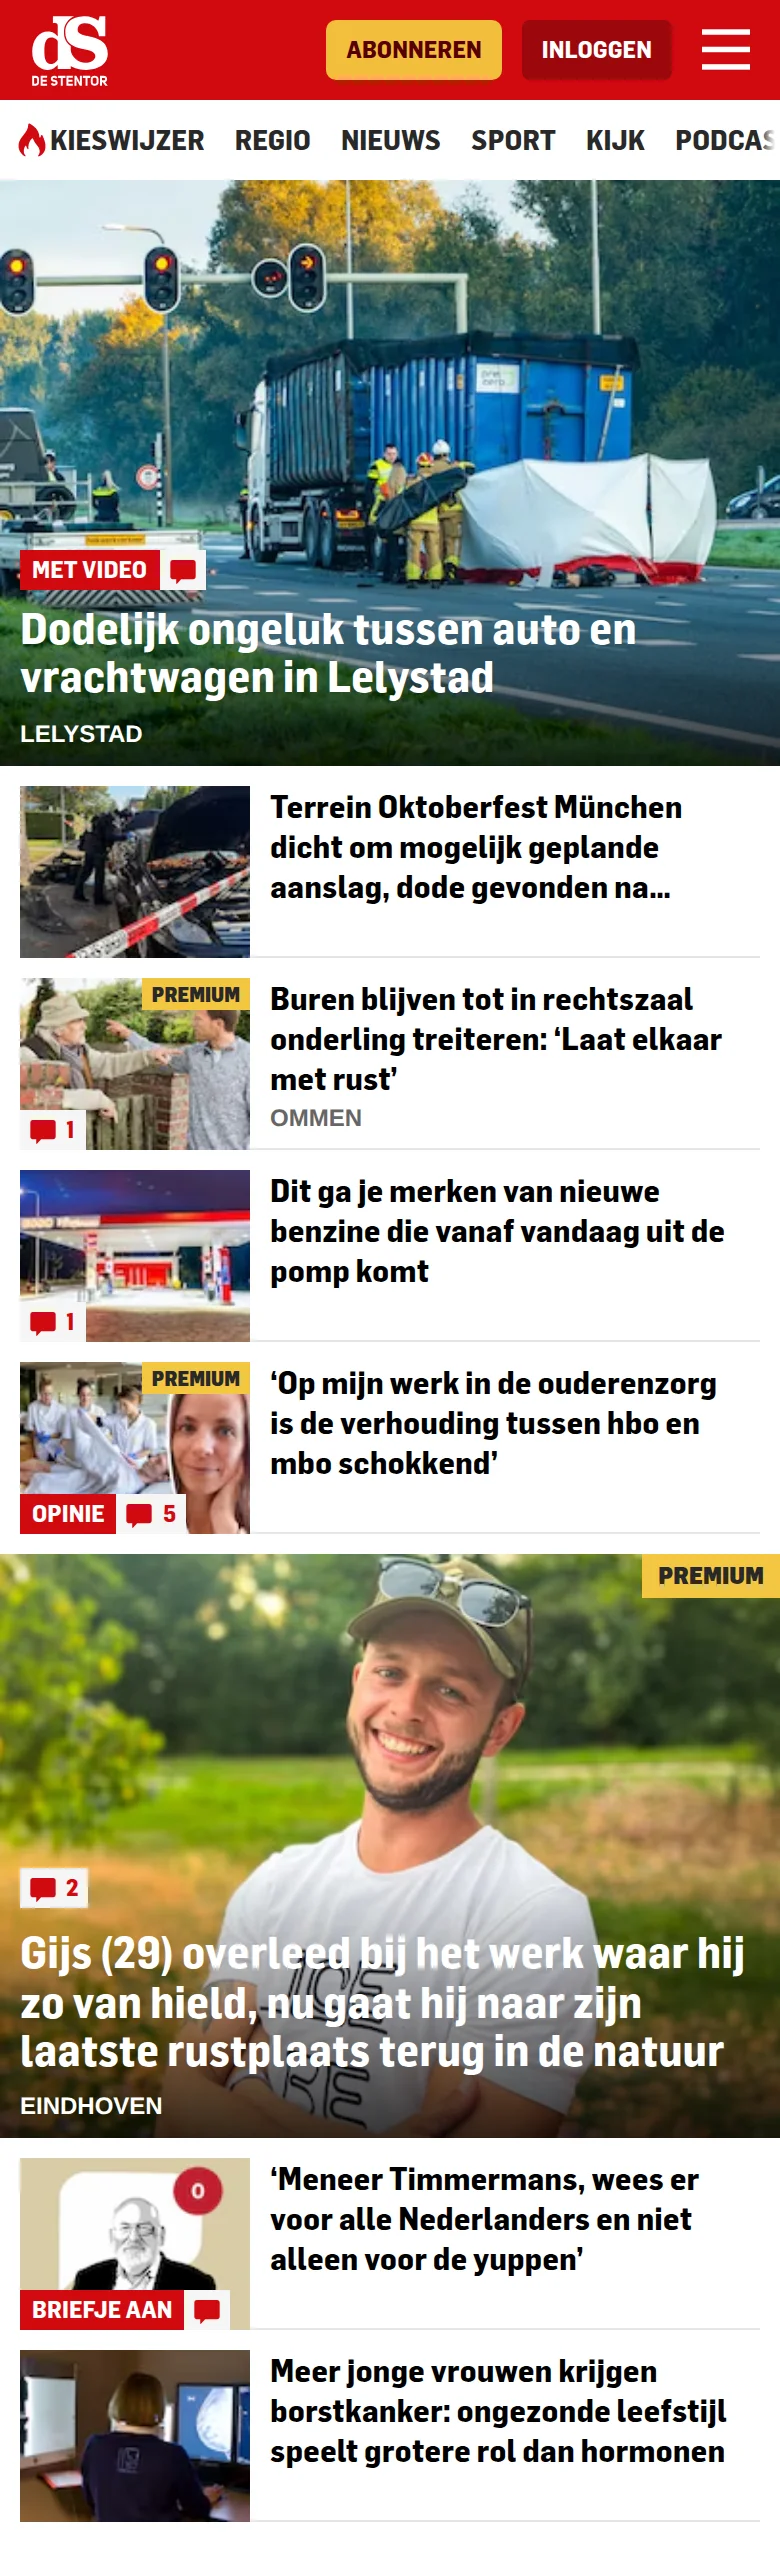 dS
DE STENTOR
ABONNEREN
INLOGGEN
KIESWIJZER REGIO NIEUWS SPORT KIJK PODCAS
MET VIDEO
Dodelijk ongeluk tussen auto en
vrachtwagen in Lelystad
LELYSTAD
Terrein Oktoberfest München
dicht om mogelijk geplande
aanslag, dode gevonden na...
PREMIUM
1
Buren blijven tot in rechtszaal
onderling treiteren: ‘Laat elkaar
met rust’
OMMEN
1
Dit ga je merken van nieuwe
benzine die vanaf vandaag uit de
pomp komt
PREMIUM
OPINIE
5
‘Op mijn werk in de ouderenzorg
is de verhouding tussen hbo en
mbo schokkend’
PREMIUM
2
Gijs (29) overleed bij het werk waar hij
zo van hield, nu gaat hij naar zijn
laatste rustplaats terug in de natuur
EINDHOVEN
0
BRIEFJE AAN
‘Meneer Timmermans, wees er
voor alle Nederlanders en niet
alleen voor de yuppen’
Meer jonge vrouwen krijgen
borstkanker: ongezonde leefstijl
speelt grotere rol dan hormonen